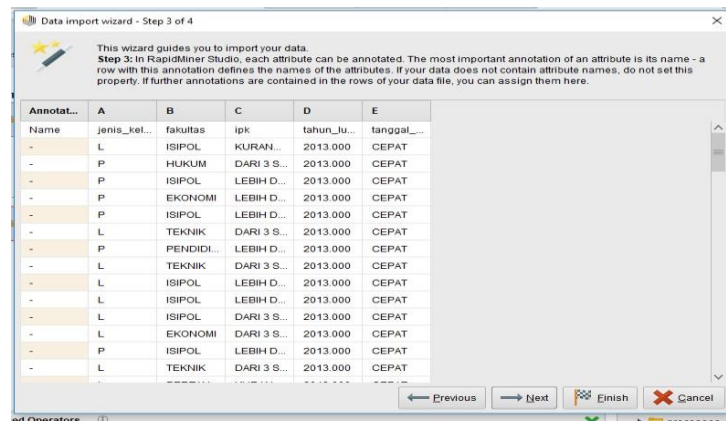 Data import wizard - Step 3 of 4
This wizard guides you to import your data.
Step 3: In RapidMiner Studio, each attribute can be annotated. The most important annotation of an attribute is its name - a
row with this annotation defines the names of the attributes. If your data does not contain attribute names, do not set this
property. If further annotations are contained in the rows of your data file, you can assign them here.
Annotat... A B C D E
Name jenis_kel... fakultas ipk tahun_lu... tanggal_...
- L ISIPOL KURAN... 2013.000 CEPAT
- P HUKUM DARI 3 S... 2013.000 CEPAT
- P ISIPOL LEBIH D... 2013.000 CEPAT
- P EKONOMI LEBIH D... 2013.000 CEPAT
- P ISIPOL LEBIH D... 2013.000 CEPAT
- L TEKNIK DARI 3 S... 2013.000 CEPAT
- P PENDIDI... LEBIH D... 2013.000 CEPAT
- L TEKNIK DARI 3 S... 2013.000 CEPAT
- L ISIPOL LEBIH D... 2013.000 CEPAT
- L ISIPOL LEBIH D... 2013.000 CEPAT
- L ISIPOL DARI 3 S... 2013.000 CEPAT
- L EKONOMI DARI 3 S... 2013.000 CEPAT
- P ISIPOL LEBIH D... 2013.000 CEPAT
- L TEKNIK DARI 3 S... 2013.000 CEPAT
Previous Next Finish Cancel
ed Operators